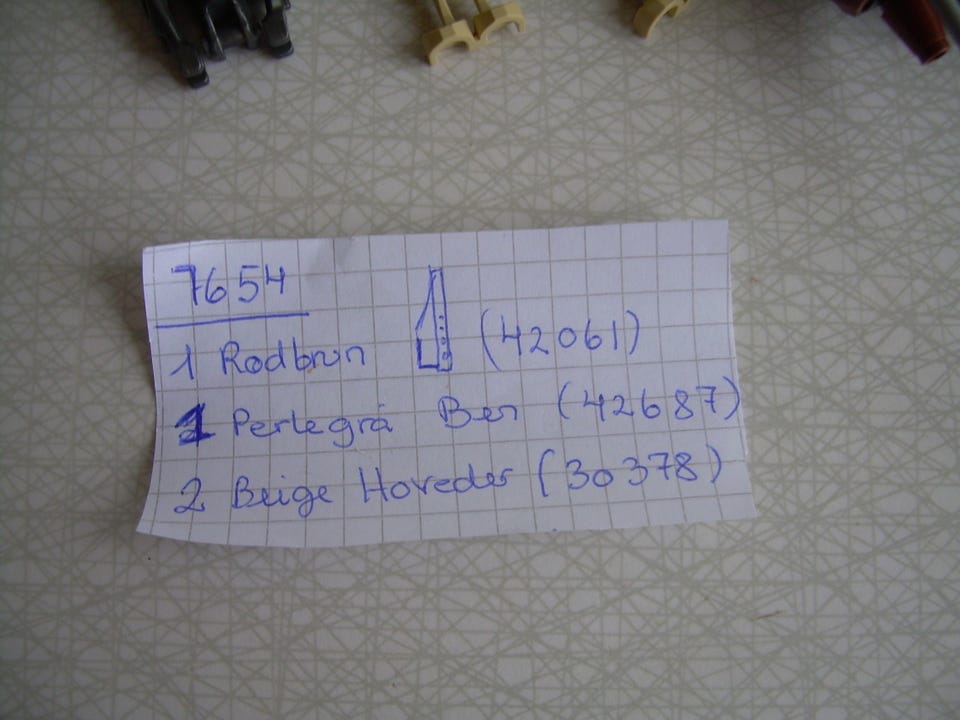 7654
1 Rødbrun (42061)
1 Perlegrå Ben (42687)
2 Beige Hoveder (30378)